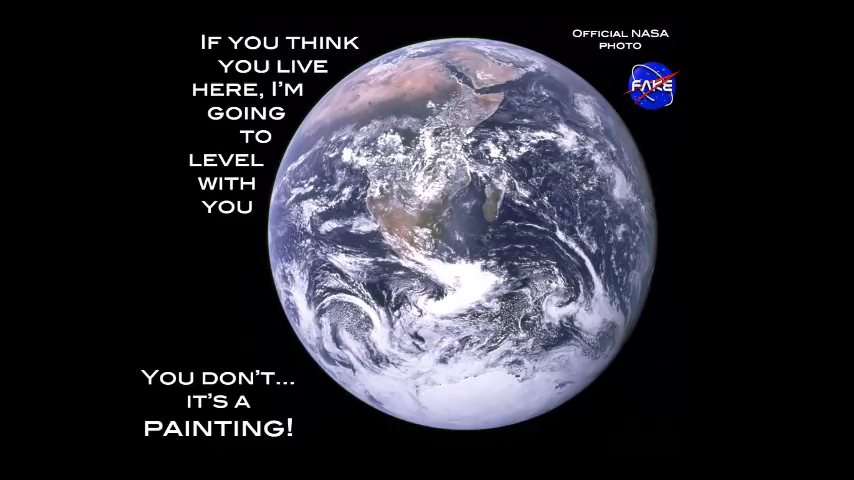 If you think
you live
here, I'm
going
to
level
with
you
Official NASA
photo
FAKE
You don't...
it's a
painting!